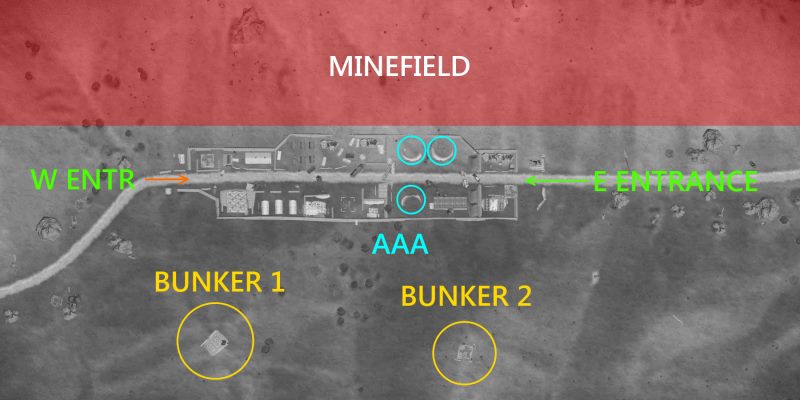 MINEFIELD
W ENTR
E ENTRANCE
AAA
BUNKER 1
BUNKER 2